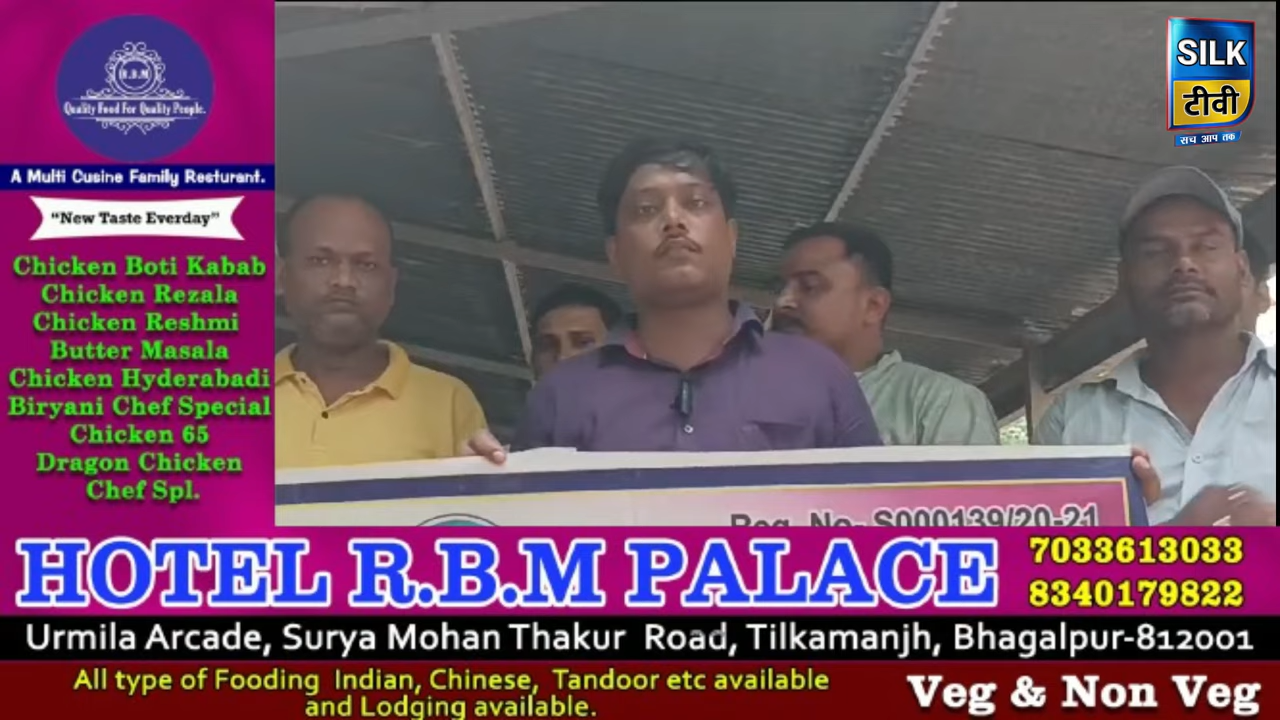 R.B.M
Quality Food For Quality People.
A Multi Cusine Family Resturant.
“New Taste Everday”
Chicken Boti Kabab
Chicken Rezala
Chicken Reshmi
Butter Masala
Chicken Hyderabadi
Biryani Chef Special
Chicken 65
Dragon Chicken
Chef Spl.
SILK
टीवी
सच आप तक
Reg. No- S000139/20-21
HOTEL R.B.M PALACE
7033613033
8340179822
Urmila Arcade, Surya Mohan Thakur Road, Tilkamanjh, Bhagalpur-812001
All type of Fooding Indian, Chinese, Tandoor etc available
and Lodging available.
Veg & Non Veg